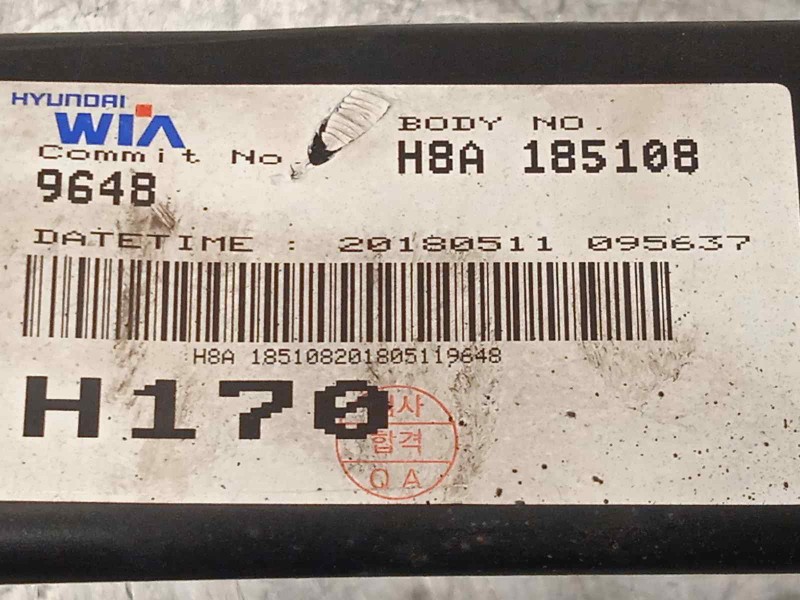 HYUNDAI
WIA
Commit No
9648
BODY NO.
H8A 185108
DATETIME : 20180511 095637
H8A 185108201805119648
H170
사
합격
QA